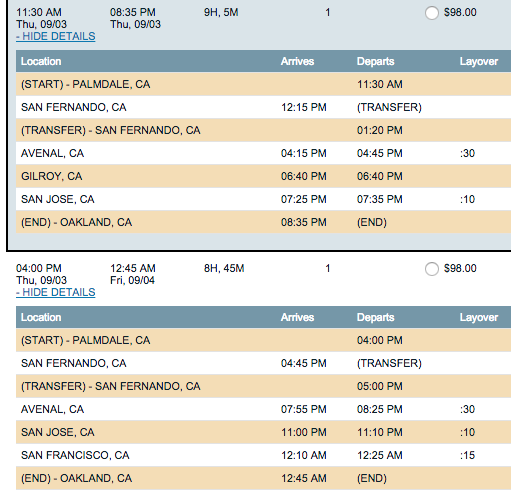 11:30 AM 08:35 PM 9H, 5M 1 $98.00
Thu, 09/03 Thu, 09/03
- HIDE DETAILS
Location Arrives Departs Layover
(START) - PALMDALE, CA 11:30 AM
SAN FERNANDO, CA 12:15 PM (TRANSFER)
(TRANSFER) - SAN FERNANDO, CA 01:20 PM
AVENAL, CA 04:15 PM 04:45 PM :30
GILROY, CA 06:40 PM 06:40 PM
SAN JOSE, CA 07:25 PM 07:35 PM :10
(END) - OAKLAND, CA 08:35 PM (END)
04:00 PM 12:45 AM 8H, 45M 1 $98.00
Thu, 09/03 Fri, 09/04
- HIDE DETAILS
Location Arrives Departs Layover
(START) - PALMDALE, CA 04:00 PM
SAN FERNANDO, CA 04:45 PM (TRANSFER)
(TRANSFER) - SAN FERNANDO, CA 05:00 PM
AVENAL, CA 07:55 PM 08:25 PM :30
SAN JOSE, CA 11:00 PM 11:10 PM :10
SAN FRANCISCO, CA 12:10 AM 12:25 AM :15
(END) - OAKLAND, CA 12:45 AM (END)